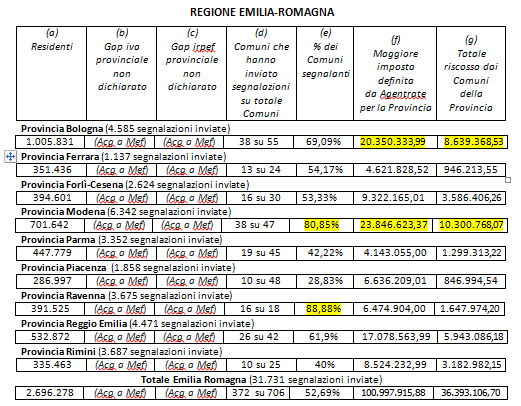 REGIONE EMILIA-ROMAGNA
(a) Residenti (b) Gap iva provinciale non dichiarato (c) Gap irpef provinciale non dichiarato (d) Comuni che hanno inviato segnalazioni su totale Comuni (e) % dei Comuni segnalanti (f) Maggiore imposta definita da Agentrate per la Provincia (g) Totale riscosso dai Comuni della Provincia
Provincia Bologna (4.585 segnalazioni inviate)
1.005.831 (Acq a Mef) (Acq a Mef) 38 su 55 69,09% 20.350.333,99 8.639.368,53
Provincia Ferrara (1.137 segnalazioni inviate)
351.436 (Acq a Mef) (Acq a Mef) 13 su 24 54,17% 4.621.828,52 946.213,55
Provincia Forlì-Cesena (2.624 segnalazioni inviate)
394.601 (Acq a Mef) (Acq a Mef) 16 su 30 53,33% 9.322.165,01 3.586.406,26
Provincia Modena (6.342 segnalazioni inviate)
701.642 (Acq a Mef) (Acq a Mef) 38 su 47 80,85% 23.846.623,37 10.300.768,07
Provincia Parma (3.352 segnalazioni inviate)
447.779 (Acq a Mef) (Acq a Mef) 19 su 45 42,22% 4.143.055,00 1.299.313,22
Provincia Piacenza (1.858 segnalazioni inviate)
286.997 (Acq a Mef) (Acq a Mef) 10 su 48 28,83% 6.636.209,01 846.994,54
Provincia Ravenna (3.675 segnalazioni inviate)
391.525 (Acq a Mef) (Acq a Mef) 16 su 18 88,88% 6.474.904,00 1.647.974,20
Provincia Reggio Emilia (4.471 segnalazioni inviate)
532.872 (Acq a Mef) (Acq a Mef) 26 su 42 61,9% 17.078.563,99 5.943.086,18
Provincia Rimini (3.687 segnalazioni inviate)
335.463 (Acq a Mef) (Acq a Mef) 10 su 25 40% 8.524.232,99 3.182.982,15
Totale Emilia Romagna (31.731 segnalazioni inviate)
2.696.278 (Acq a Mef) (Acq a Mef) 372 su 706 52,69% 100.997.915,88 36.393.106,70